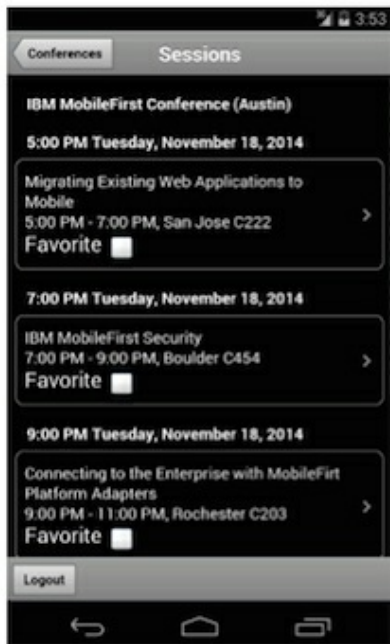 3:53
Conferences Sessions
IBM MobileFirst Conference (Austin)
5:00 PM Tuesday, November 18, 2014
Migrating Existing Web Applications to
Mobile
5:00 PM - 7:00 PM, San Jose C222
Favorite
7:00 PM Tuesday, November 18, 2014
IBM MobileFirst Security
7:00 PM - 9:00 PM, Boulder C454
Favorite
9:00 PM Tuesday, November 18, 2014
Connecting to the Enterprise with MobileFirt
Platform Adapters
9:00 PM - 11:00 PM, Rochester C203
Favorite
Logout